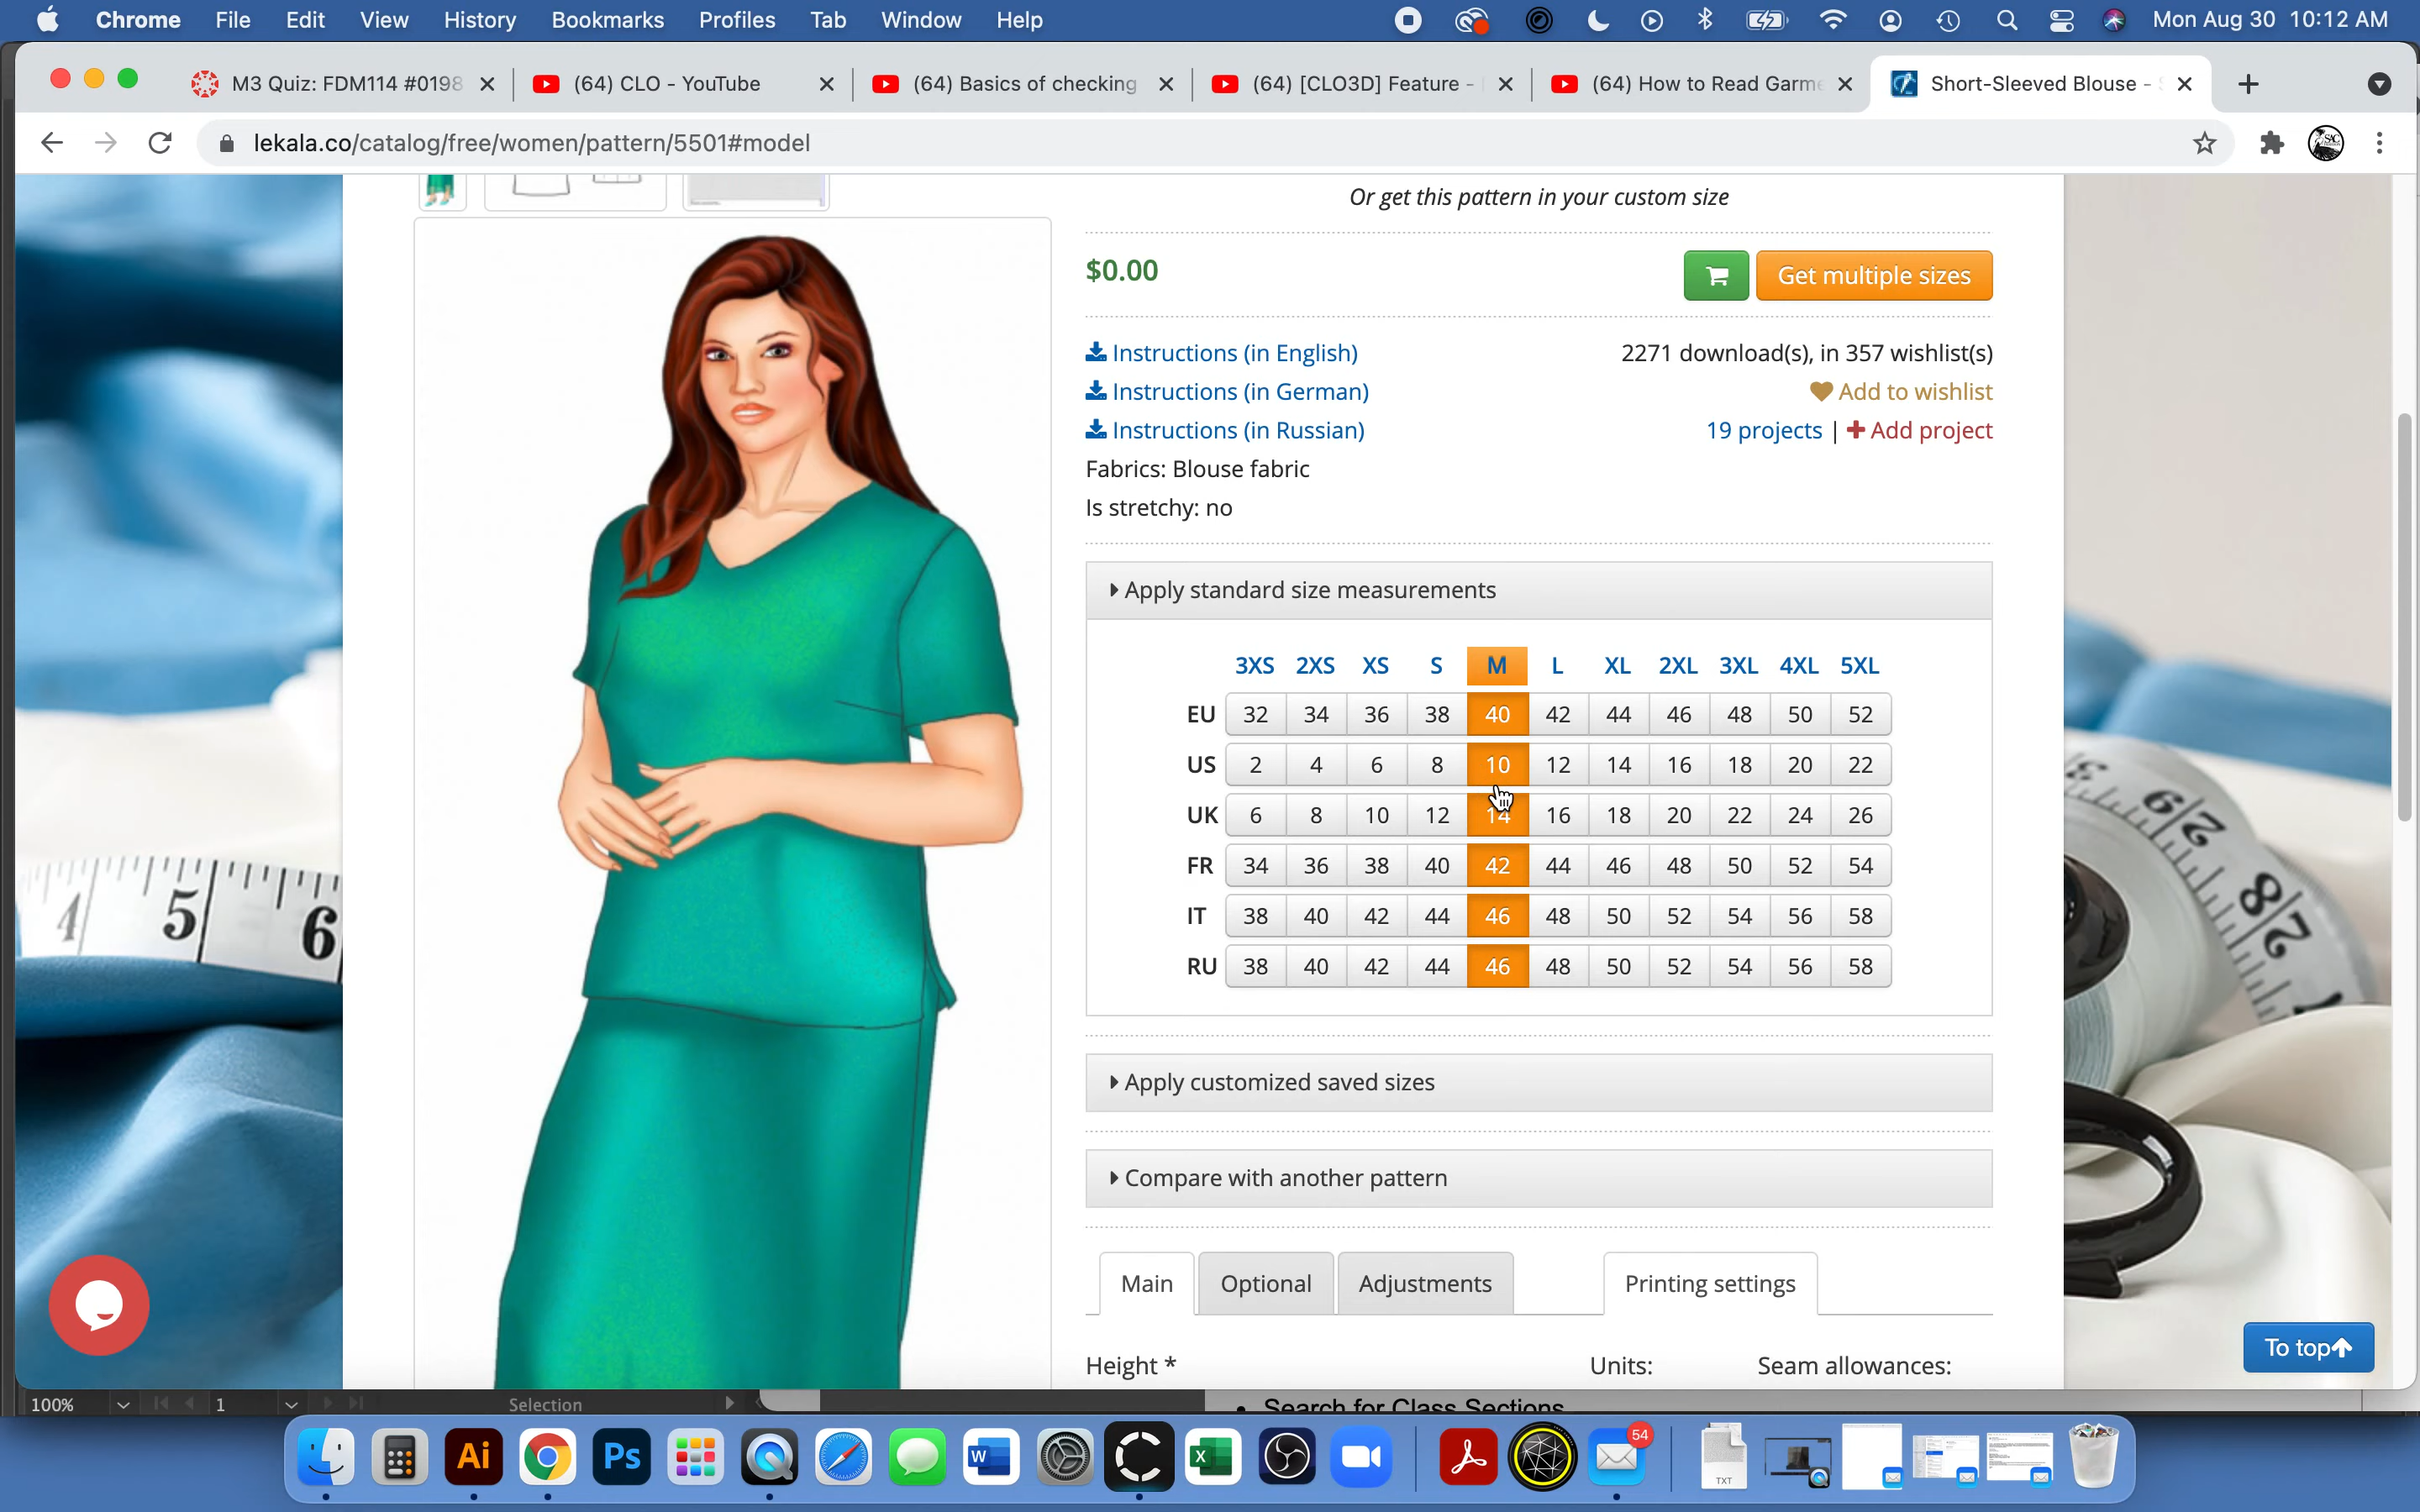 Chrome File Edit View History Bookmarks Profiles Tab Window Help Mon Aug 30 10:12 AM
M3 Quiz: FDM114 #0198 (64) CLO - YouTube (64) Basics of checking (64) [CLO3D] Feature - (64) How to Read Garme Short-Sleeved Blouse -
lekala.co/catalog/free/women/pattern/5501#model
Or get this pattern in your custom size
$0.00 Get multiple sizes
Instructions (in English) 2271 download(s), in 357 wishlist(s)
Instructions (in German) Add to wishlist
Instructions (in Russian) 19 projects | Add project
Fabrics: Blouse fabric
Is stretchy: no
Apply standard size measurements
3XS 2XS XS S M L XL 2XL 3XL 4XL 5XL
EU 32 34 36 38 40 42 44 46 48 50 52
US 2 4 6 8 10 12 14 16 18 20 22
UK 6 8 10 12 14 16 18 20 22 24 26
FR 34 36 38 40 42 44 46 48 50 52 54
IT 38 40 42 44 46 48 50 52 54 56 58
RU 38 40 42 44 46 48 50 52 54 56 58
4 5 6
29
28
Apply customized saved sizes
Compare with another pattern
Main Optional Adjustments Printing settings
To top
Height * Units: Seam allowances:
100% 1 Selection
Search for Class Sections
Ai Ps W X 54
TXT